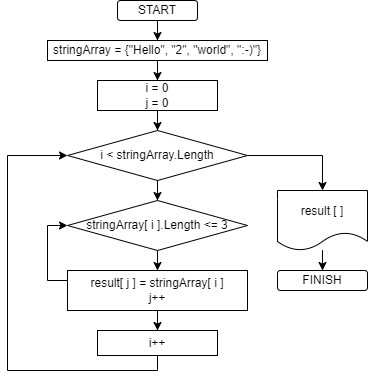 START
stringArray = {"Hello", "2", "world", ":-)"}
i = 0
j = 0
i < stringArray.Length
stringArray[ i ].Length <= 3
result [ ]
result[ j ] = stringArray[ i ]
j++
FINISH
i++